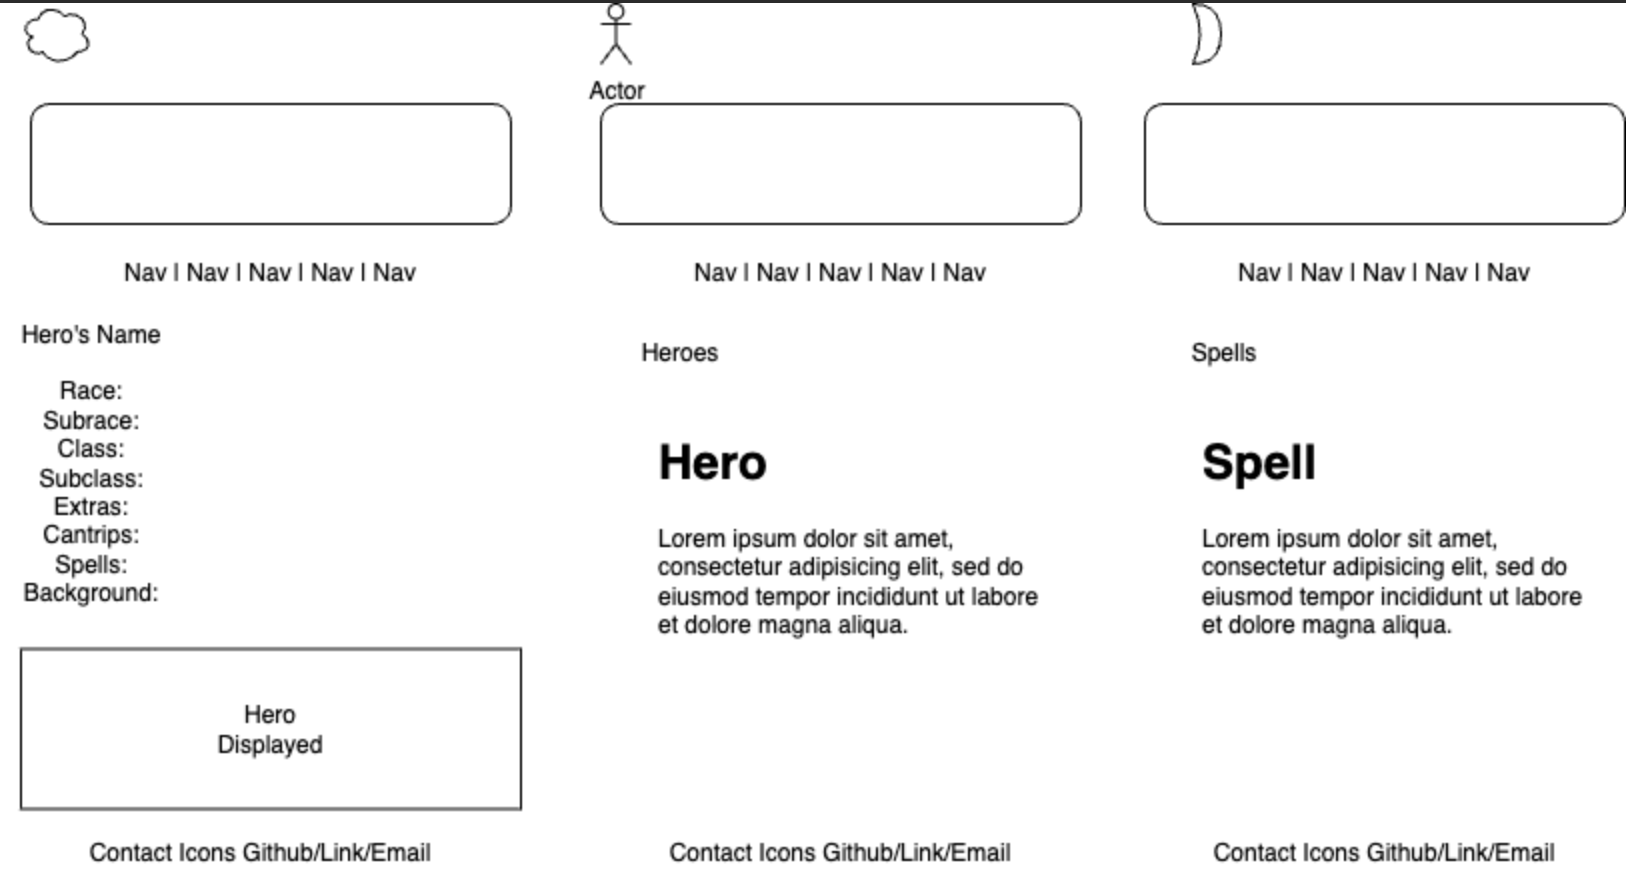 Actor
Nav | Nav | Nav | Nav | Nav
Hero's Name
Race:
Subrace:
Class:
Subclass:
Extras:
Cantrips:
Spells:
Background:
Hero
Displayed
Contact Icons Github/Link/Email
Nav | Nav | Nav | Nav | Nav
Heroes
Hero
Lorem ipsum dolor sit amet,
consectetur adipisicing elit, sed do
eiusmod tempor incididunt ut labore
et dolore magna aliqua.
Contact Icons Github/Link/Email
Nav | Nav | Nav | Nav | Nav
Spells
Spell
Lorem ipsum dolor sit amet,
consectetur adipisicing elit, sed do
eiusmod tempor incididunt ut labore
et dolore magna aliqua.
Contact Icons Github/Link/Email